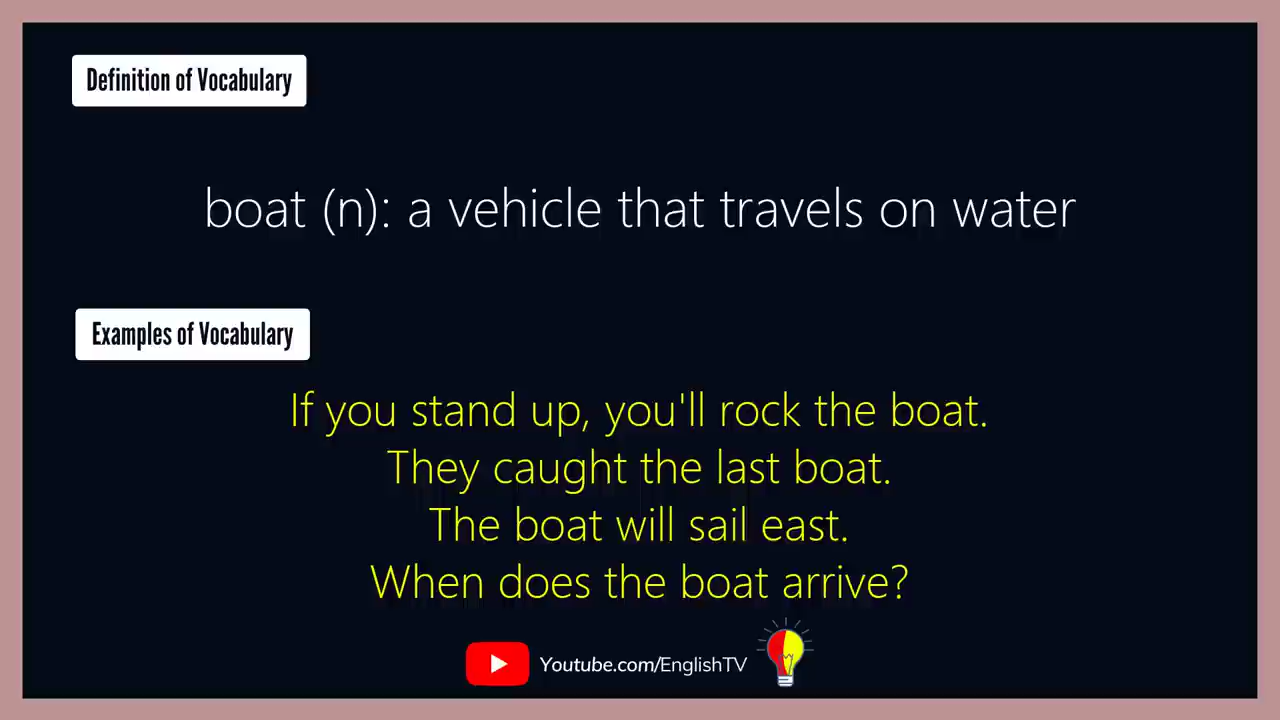 Definition of Vocabulary
boat (n): a vehicle that travels on water
Examples of Vocabulary
If you stand up, you'll rock the boat.
They caught the last boat.
The boat will sail east.
When does the boat arrive?
Youtube.com/EnglishTV